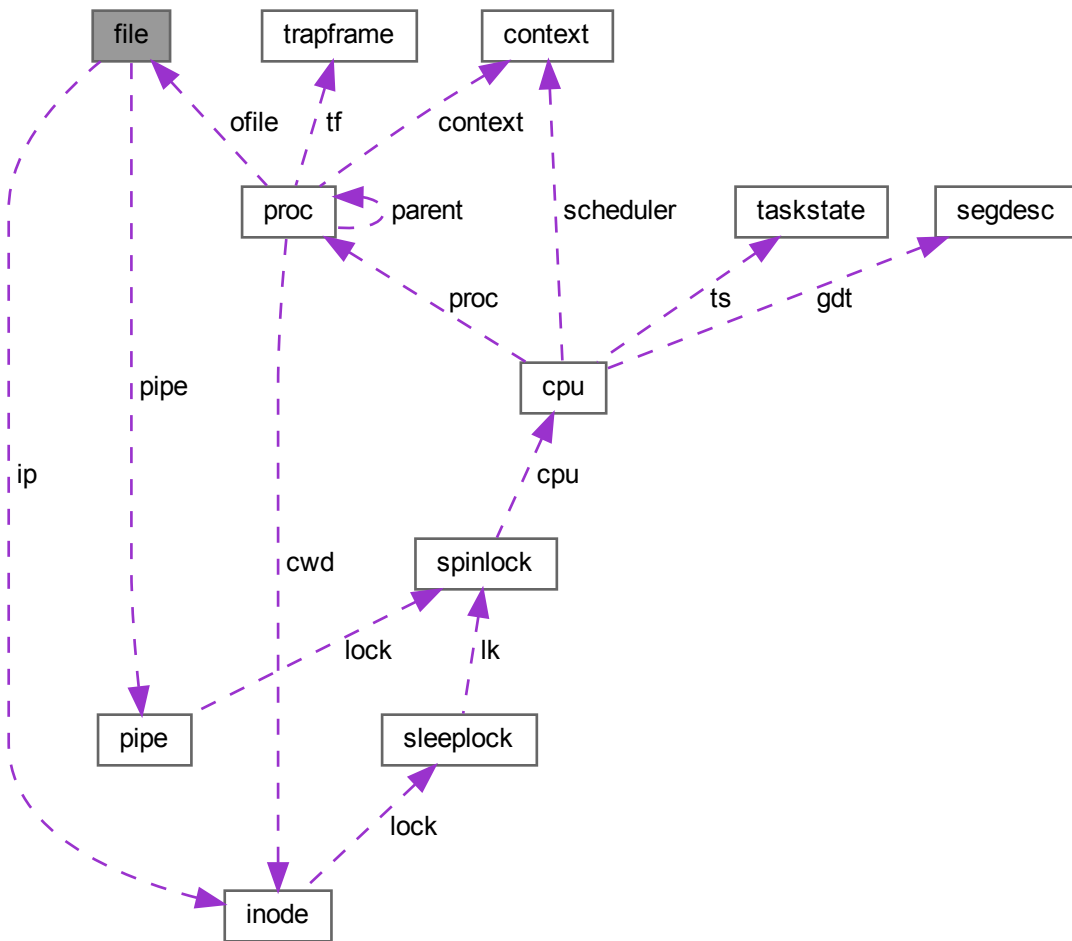 file
trapframe
context
ofile
tf
context
proc
parent
scheduler
taskstate
segdesc
proc
ts
gdt
pipe
cpu
ip
cpu
cwd
spinlock
lock
lk
pipe
sleeplock
lock
inode